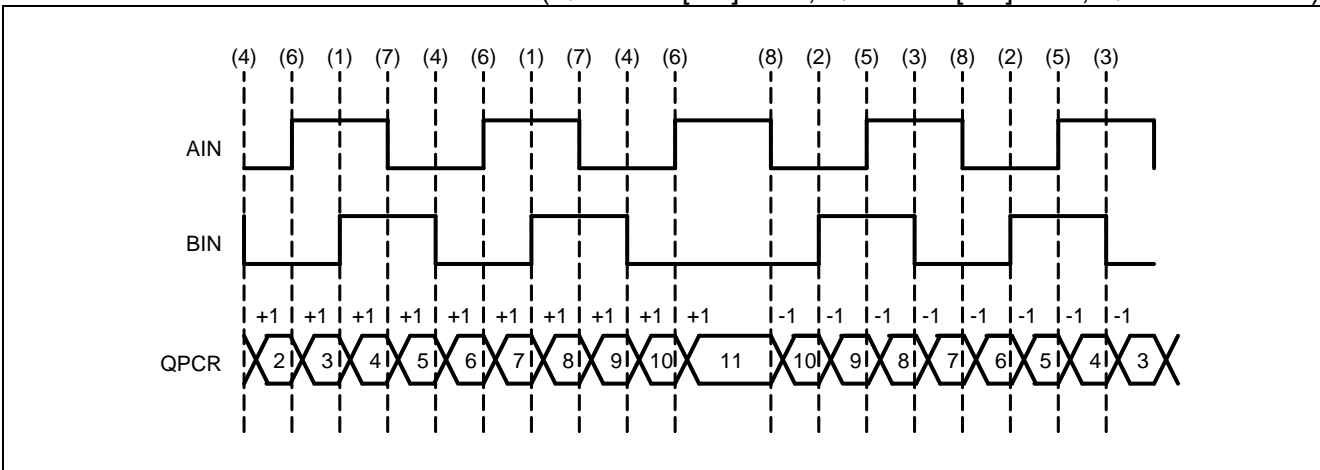 (4) (6) (1) (7) (4) (6) (1) (7) (4) (6) (8) (2) (5) (3) (8) (2) (5) (3)
AIN
BIN
+1 +1 +1 +1 +1 +1 +1 +1 +1 +1 -1 -1 -1 -1 -1 -1 -1 -1
QPCR 2 3 4 5 6 7 8 9 10 11 10 9 8 7 6 5 4 3